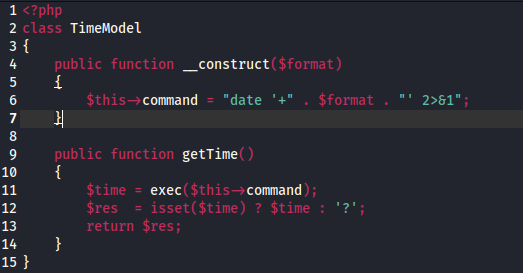 1 <?php
2 class TimeModel
3 {
4     public function __construct($format)
5     {
6         $this->command = "date '+" . $format . "' 2>&1";
7     }
8
9     public function getTime()
10     {
11         $time = exec($this->command);
12         $res  = isset($time) ? $time : '?';
13         return $res;
14     }
15 }